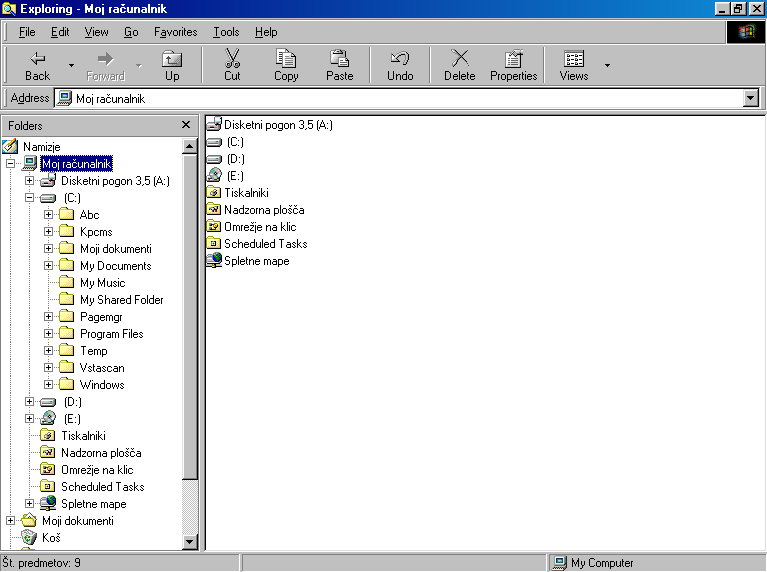 Exploring - Moj računalnik
File Edit View Go Favorites Tools Help
Back Forward Up Cut Copy Paste Undo Delete Properties Views
Address Moj računalnik
Folders
Namizje
Moj računalnik
Disketni pogon 3,5 (A:)
(C:)
Abc
Kpcms
Moji dokumenti
My Documents
My Music
My Shared Folder
Pagemgr
Program Files
Temp
Vstascan
Windows
(D:)
(E:)
Tiskalniki
Nadzorna plošča
Omrežje na klic
Scheduled Tasks
Spletne mape
Moji dokumenti
Koš
Disketni pogon 3,5 (A:)
(C:)
(D:)
(E:)
Tiskalniki
Nadzorna plošča
Omrežje na klic
Scheduled Tasks
Spletne mape
Št. predmetov: 9
My Computer